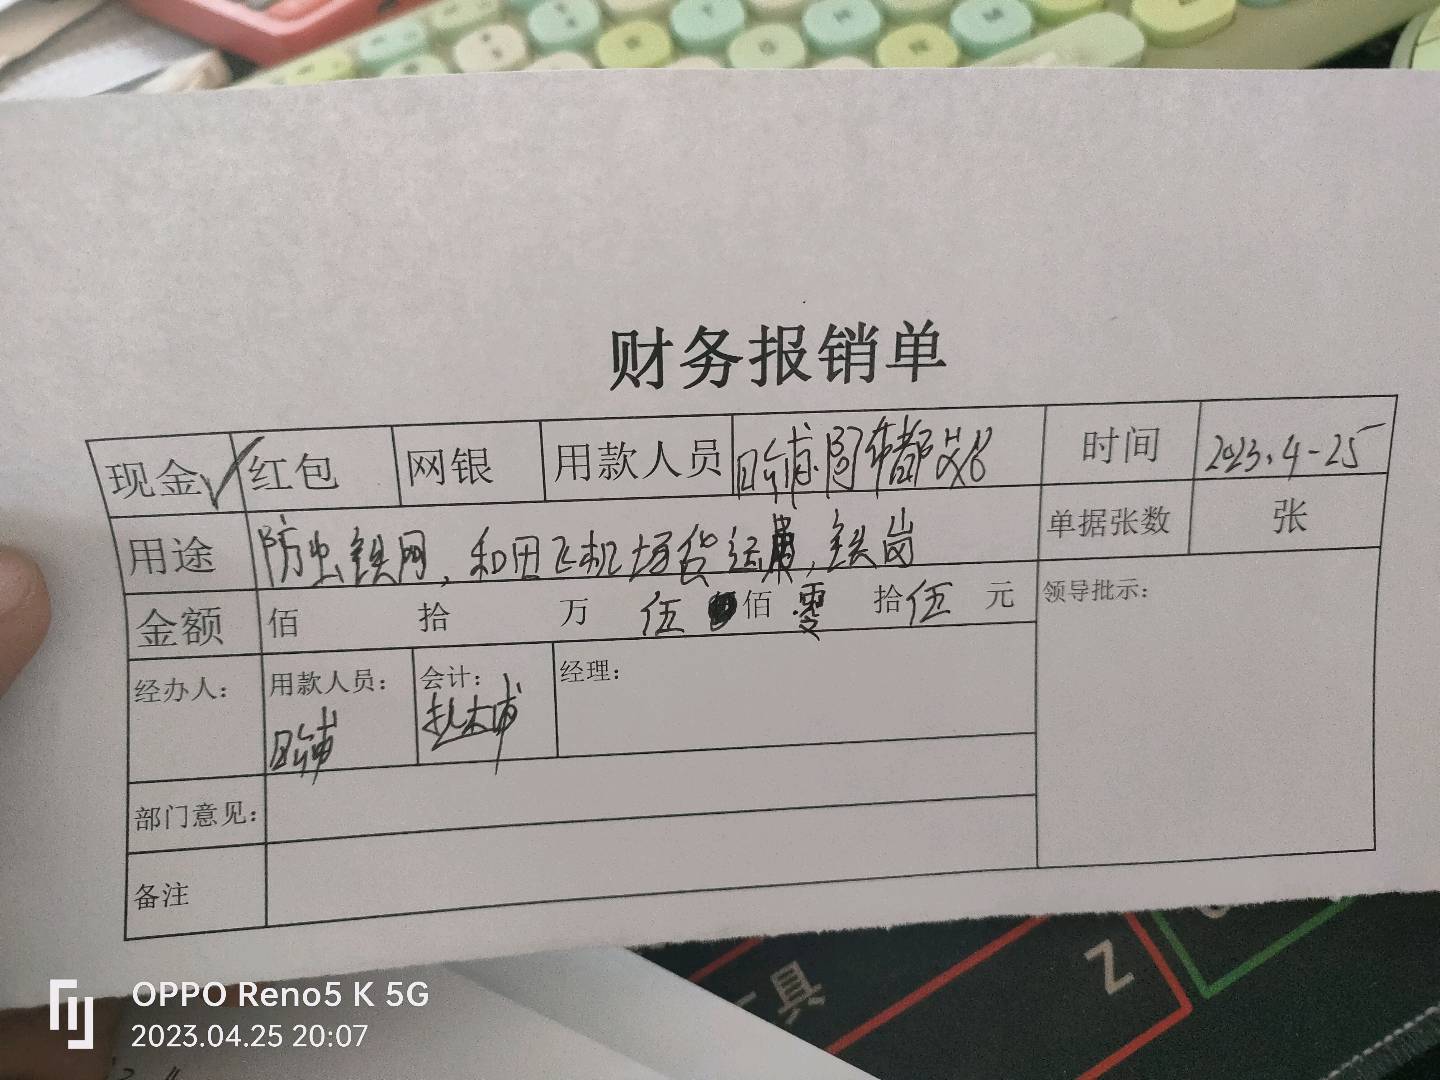 财务报销单
现金√ 红包 网银 用款人员 时间 2023.4-25
用途 防虫铁网,和田飞机场货运费,铁岗 单据张数 张
金额 佰 拾 万 伍 佰 零 拾 伍 元 领导批示:
经办人: 用款人员: 会计: 经理:
部门意见:
备注
OPPO Reno5 K 5G
2023.04.25 20:07
Z